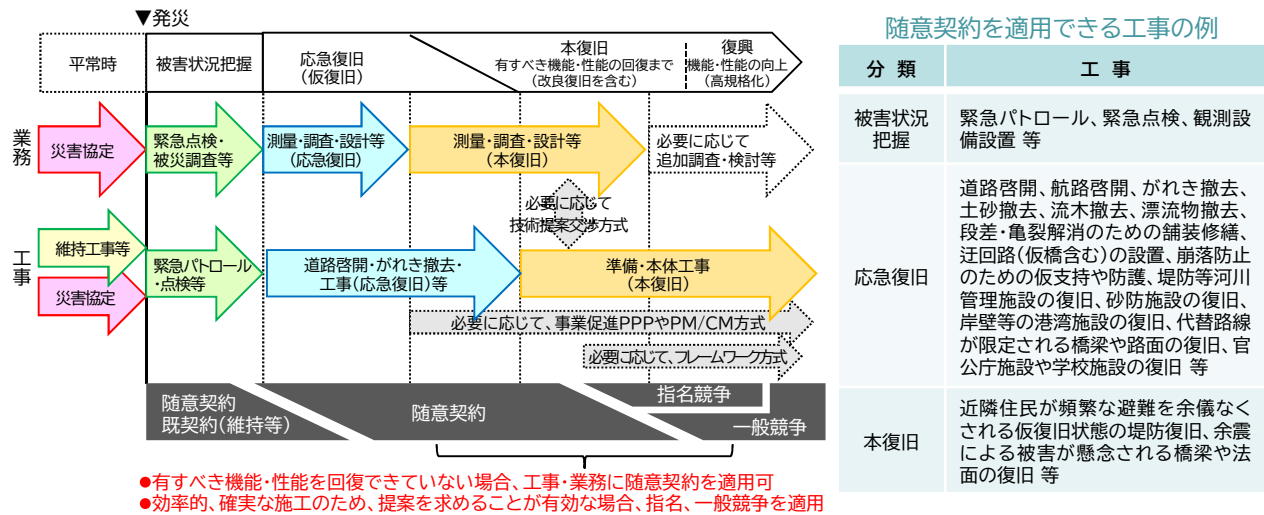 ▼発災
平常時
被害状況把握
応急復旧
(仮復旧)
本復旧
有すべき機能・性能の回復まで
(改良復旧を含む)
復興
機能・性能の向上
(高規格化)
業務
災害協定
緊急点検・
被災調査等
測量・調査・設計等
(応急復旧)
測量・調査・設計等
(本復旧)
必要に応じて
追加調査・検討等
必要に応じて
技術提案交渉方式
工事
維持工事等
災害協定
緊急パトロール
・点検等
道路啓開・がれき撤去・
工事(応急復旧)等
準備・本体工事
(本復旧)
必要に応じて、事業促進PPPやPM/CM方式
必要に応じて、フレームワーク方式
随意契約
既契約(維持等)
随意契約
指名競争
一般競争
●有すべき機能・性能を回復できていない場合、工事・業務に随意契約を適用可
●効率的、確実な施工のため、提案を求めることが有効な場合、指名、一般競争を適用
随意契約を適用できる工事の例
分 類
工 事
被害状況
把握
緊急パトロール、緊急点検、観測設
備設置 等
応急復旧
道路啓開、航路啓開、がれき撤去、
土砂撤去、流木撤去、漂流物撤去、
段差・亀裂解消のための舗装修繕、
迂回路(仮橋含む)の設置、崩落防止
のための仮支持や防護、堤防等河川
管理施設の復旧、砂防施設の復旧、
岸壁等の港湾施設の復旧、代替路線
が限定される橋梁や路面の復旧、官
公庁施設や学校施設の復旧 等
本復旧
近隣住民が頻繁な避難を余儀なく
される仮復旧状態の堤防復旧、余震
による被害が懸念される橋梁や法
面の復旧 等